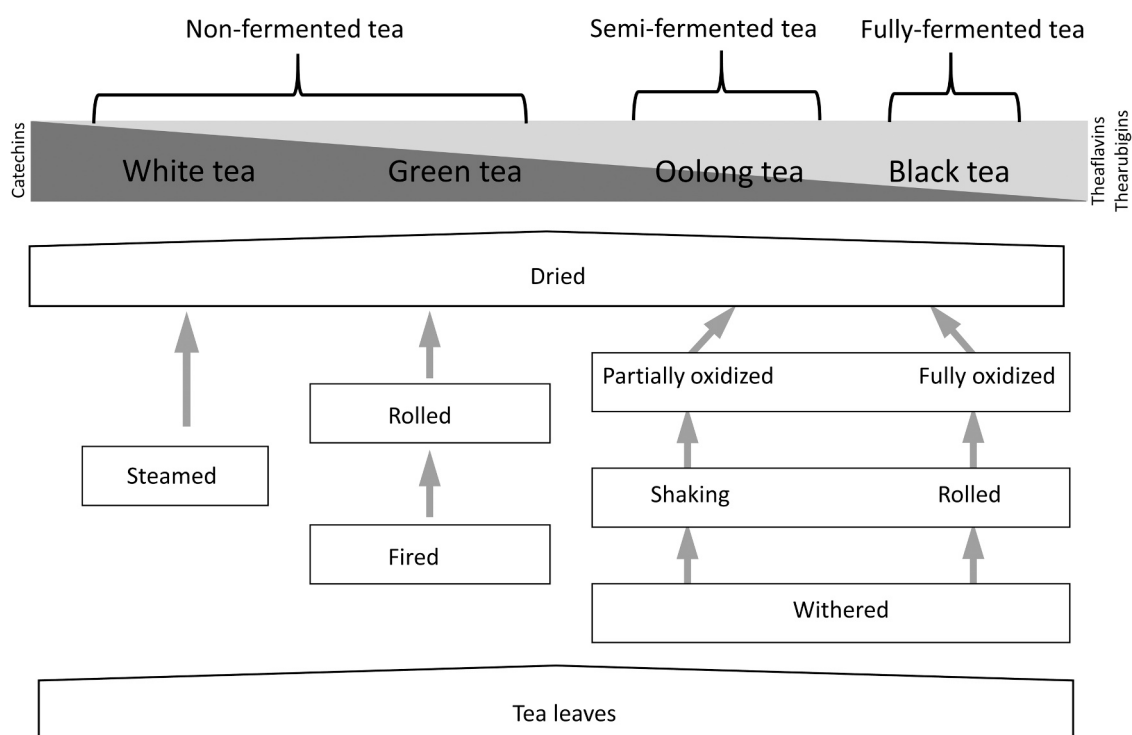 Non-fermented tea
Semi-fermented tea
Fully-fermented tea
Catechins
White tea
Green tea
Oolong tea
Black tea
Theaflavins
Thearubigins
Dried
Partially oxidized
Fully oxidized
Rolled
Steamed
Shaking
Rolled
Fired
Withered
Tea leaves